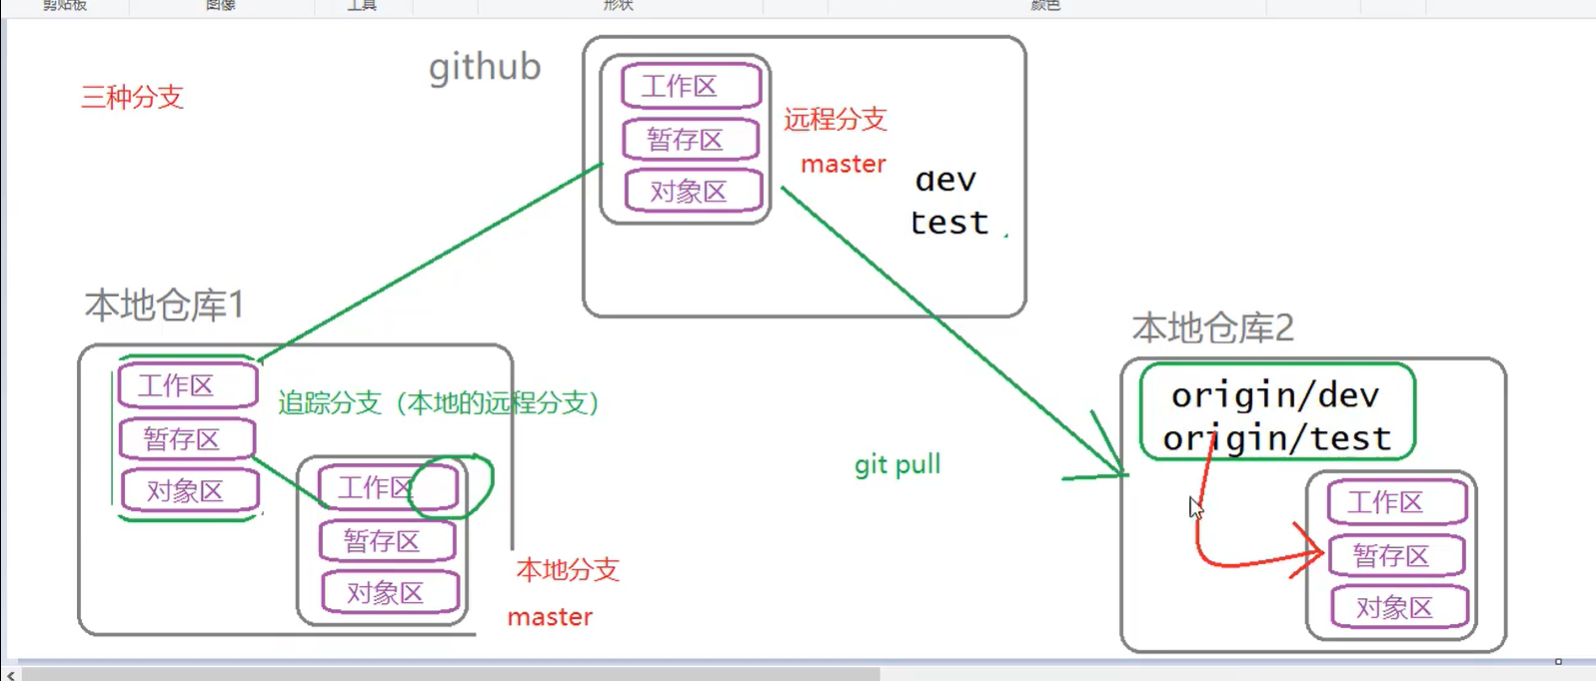 剪贴板
图像
工具
形状
颜色
三种分支
github
工作区
暂存区
对象区
远程分支
master
dev
test
本地仓库1
工作区
暂存区
对象区
追踪分支（本地的远程分支）
工作区
暂存区
对象区
本地分支
master
git pull
本地仓库2
origin/dev
origin/test
工作区
暂存区
对象区